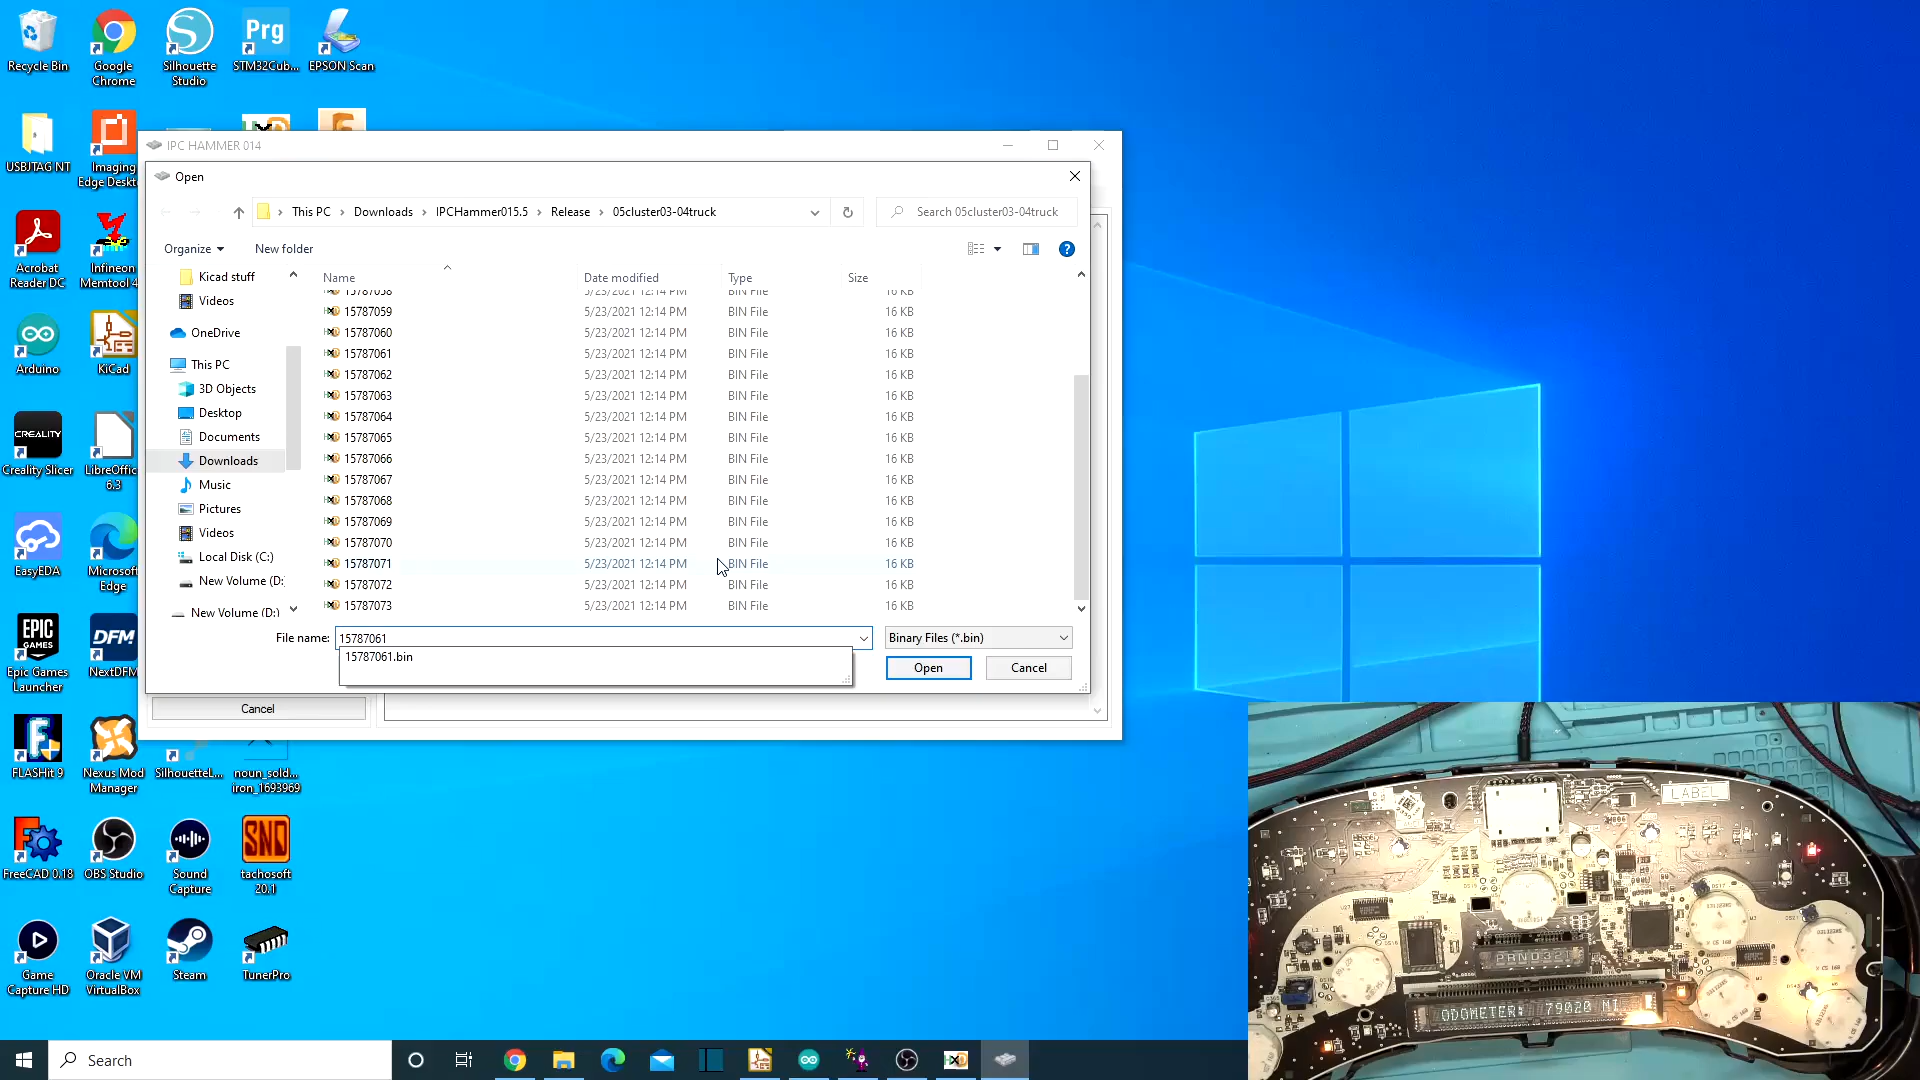 Recycle Bin
Google Chrome
Silhouette Studio
Prg
STM32Cub...
EPSON Scan
USBJTAG NT
Imaging Edge Deskt
Acrobat Reader DC
Infineon Memtool 4
Arduino
KiCad
CREALITY
Creality Slicer
LibreOffic 6.3
EasyEDA
Microsoft Edge
EPIC GAMES
Epic Games Launcher
DFM
NextDFM
FLASHit 9
Nexus Mod Manager
SilhouetteL...
noun_sold... iron_1693969
FreeCAD 0.18
OBS Studio
Sound Capture
SND
tachosoft 20.1
Game Capture HD
Oracle VM VirtualBox
Steam
TunerPro
IPC HAMMER 014
Open
This PC > Downloads > IPCHammer015.5 > Release > 05cluster03-04truck
Search 05cluster03-04truck
Organize
New folder
Kicad stuff
Videos
OneDrive
This PC
3D Objects
Desktop
Documents
Downloads
Music
Pictures
Videos
Local Disk (C:)
New Volume (D:
New Volume (D:)
Name Date modified Type Size
15787058 5/23/2021 12:14 PM BIN File 16 KB
15787059 5/23/2021 12:14 PM BIN File 16 KB
15787060 5/23/2021 12:14 PM BIN File 16 KB
15787061 5/23/2021 12:14 PM BIN File 16 KB
15787062 5/23/2021 12:14 PM BIN File 16 KB
15787063 5/23/2021 12:14 PM BIN File 16 KB
15787064 5/23/2021 12:14 PM BIN File 16 KB
15787065 5/23/2021 12:14 PM BIN File 16 KB
15787066 5/23/2021 12:14 PM BIN File 16 KB
15787067 5/23/2021 12:14 PM BIN File 16 KB
15787068 5/23/2021 12:14 PM BIN File 16 KB
15787069 5/23/2021 12:14 PM BIN File 16 KB
15787070 5/23/2021 12:14 PM BIN File 16 KB
15787071 5/23/2021 12:14 PM BIN File 16 KB
15787072 5/23/2021 12:14 PM BIN File 16 KB
15787073 5/23/2021 12:14 PM BIN File 16 KB
File name: 15787061
Binary Files (*.bin)
15787061.bin
Open
Cancel
Cancel
LABEL
PRND321
ODOMETER: 79020 MI
Search